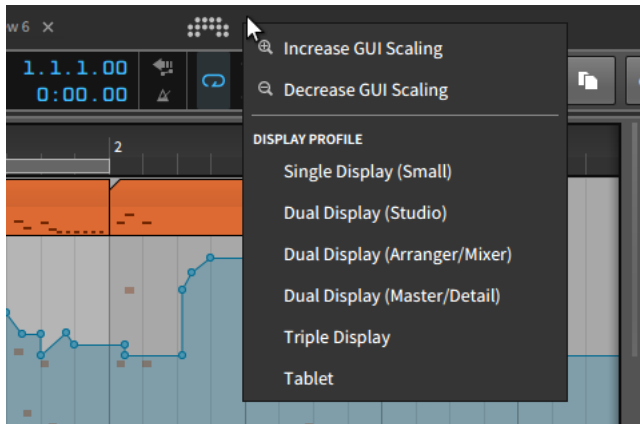 w 6 ×
1.1.1.00
0:00.00
2
Increase GUI Scaling
Decrease GUI Scaling
DISPLAY PROFILE
Single Display (Small)
Dual Display (Studio)
Dual Display (Arranger/Mixer)
Dual Display (Master/Detail)
Triple Display
Tablet